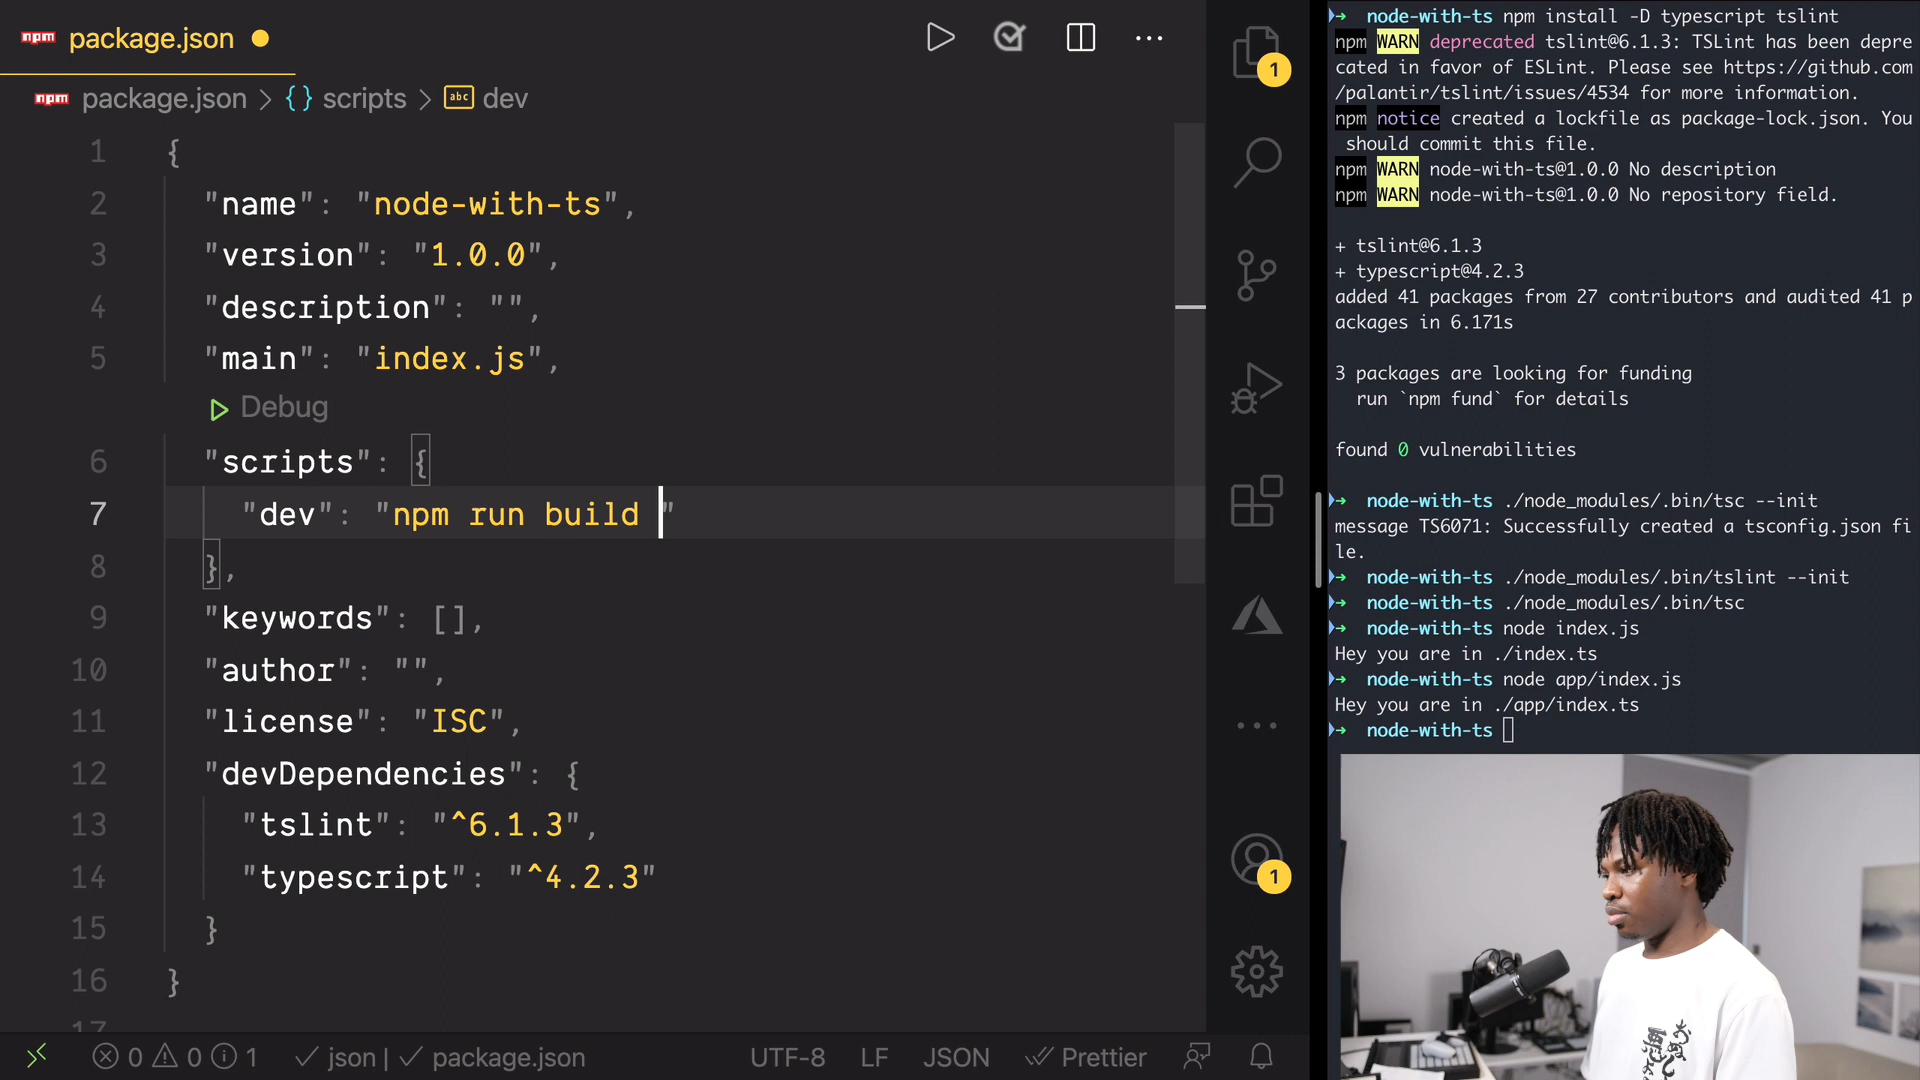 npm package.json
npm package.json > {} scripts > abc dev
1 {
2 "name": "node-with-ts",
3 "version": "1.0.0",
4 "description": "",
5 "main": "index.js",
Debug
6 "scripts": {
7 "dev": "npm run build "
8 },
9 "keywords": [],
10 "author": "",
11 "license": "ISC",
12 "devDependencies": {
13 "tslint": "^6.1.3",
14 "typescript": "^4.2.3"
15 }
16 }
17
0 0 1 json | package.json UTF-8 LF JSON Prettier
1
1
→ node-with-ts npm install -D typescript tslint
npm WARN deprecated tslint@6.1.3: TSLint has been depre
cated in favor of ESLint. Please see https://github.com
/palantir/tslint/issues/4534 for more information.
npm notice created a lockfile as package-lock.json. You
should commit this file.
npm WARN node-with-ts@1.0.0 No description
npm WARN node-with-ts@1.0.0 No repository field.
+ tslint@6.1.3
+ typescript@4.2.3
added 41 packages from 27 contributors and audited 41 p
ackages in 6.171s
3 packages are looking for funding
run `npm fund` for details
found 0 vulnerabilities
→ node-with-ts ./node_modules/.bin/tsc --init
message TS6071: Successfully created a tsconfig.json fi
le.
→ node-with-ts ./node_modules/.bin/tslint --init
→ node-with-ts ./node_modules/.bin/tsc
→ node-with-ts node index.js
Hey you are in ./index.ts
→ node-with-ts node app/index.js
Hey you are in ./app/index.ts
→ node-with-ts